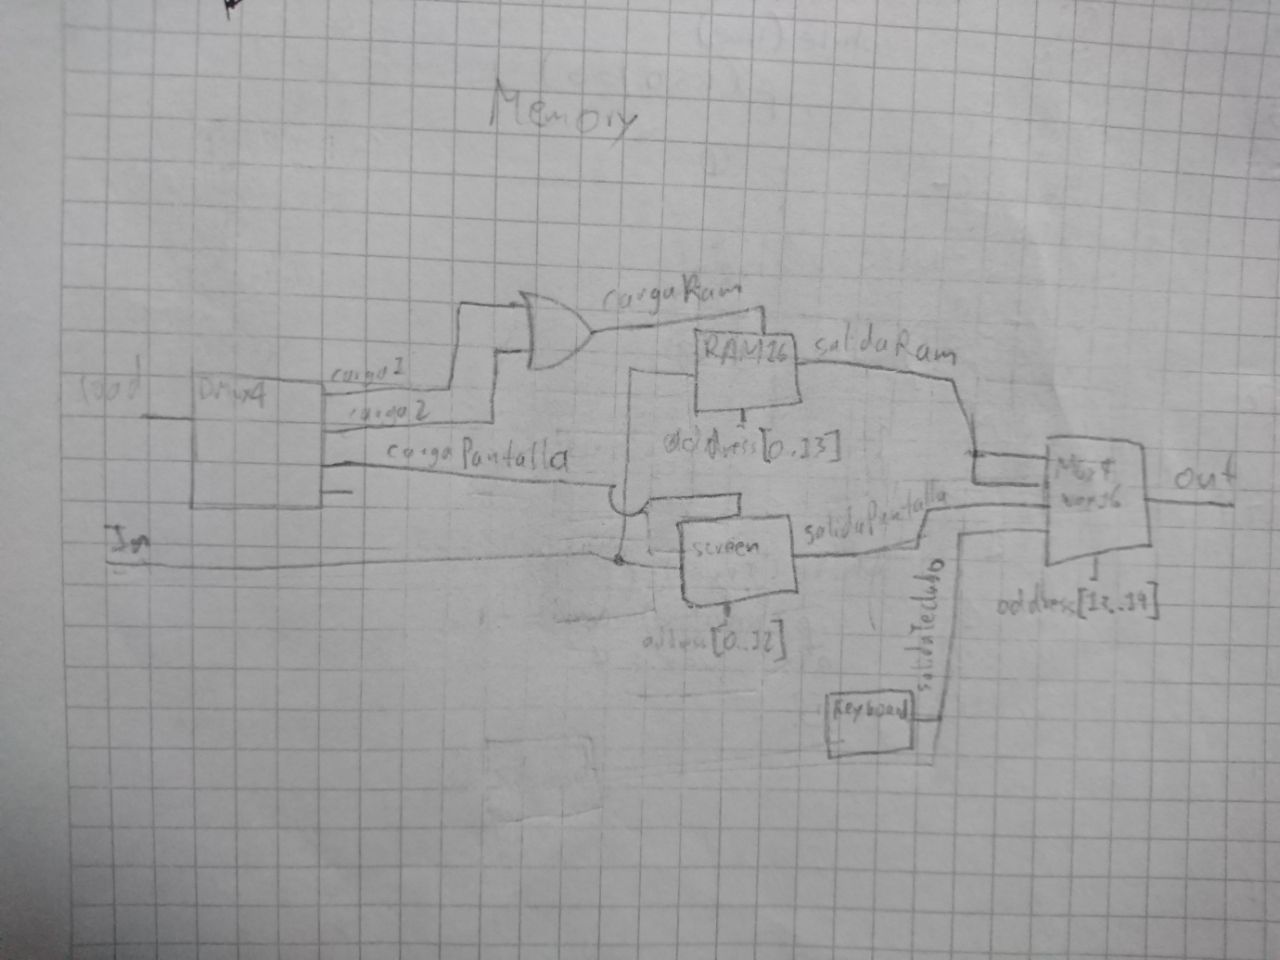 Memory
cargaRam
RAM16
salidaRam
load
DMux4
carga1
carga2
cargaPantalla
address[0..13]
Out
Mux4
way16
In
salidaPantalla
screen
address[13..14]
[0..12]
salidaTeclado
Keyboard